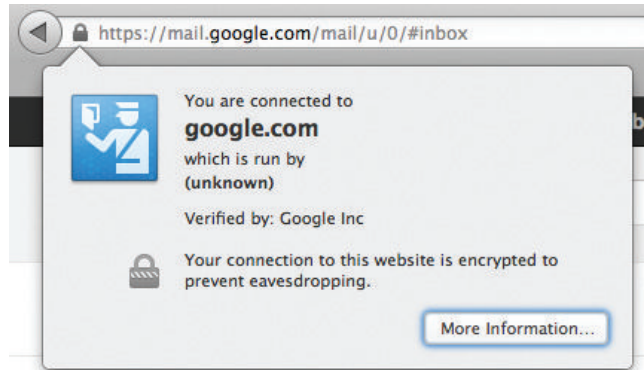 https://mail.google.com/mail/u/0/#inbox
You are connected to
google.com
which is run by
(unknown)
Verified by: Google Inc
Your connection to this website is encrypted to
prevent eavesdropping.
More Information...